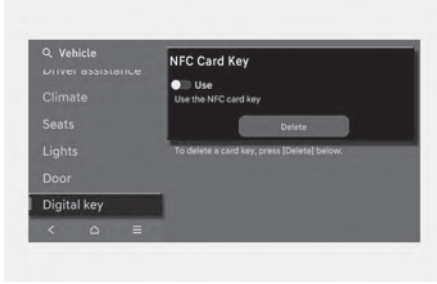 Vehicle
Driver assistance
Climate
Seats
Lights
Door
Digital key
NFC Card Key
Use
Use the NFC card key
Delete
To delete a card key, press [Delete] below.